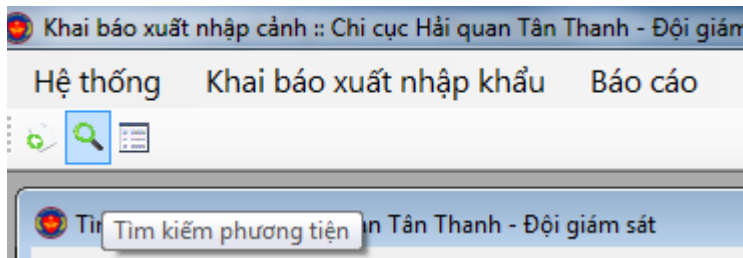 Khai báo xuất nhập cảnh :: Chi cục Hải quan Tân Thanh - Đội giám
Hệ thống Khai báo xuất nhập khẩu Báo cáo
Tìm kiếm phương tiện
Tân Thanh - Đội giám sát